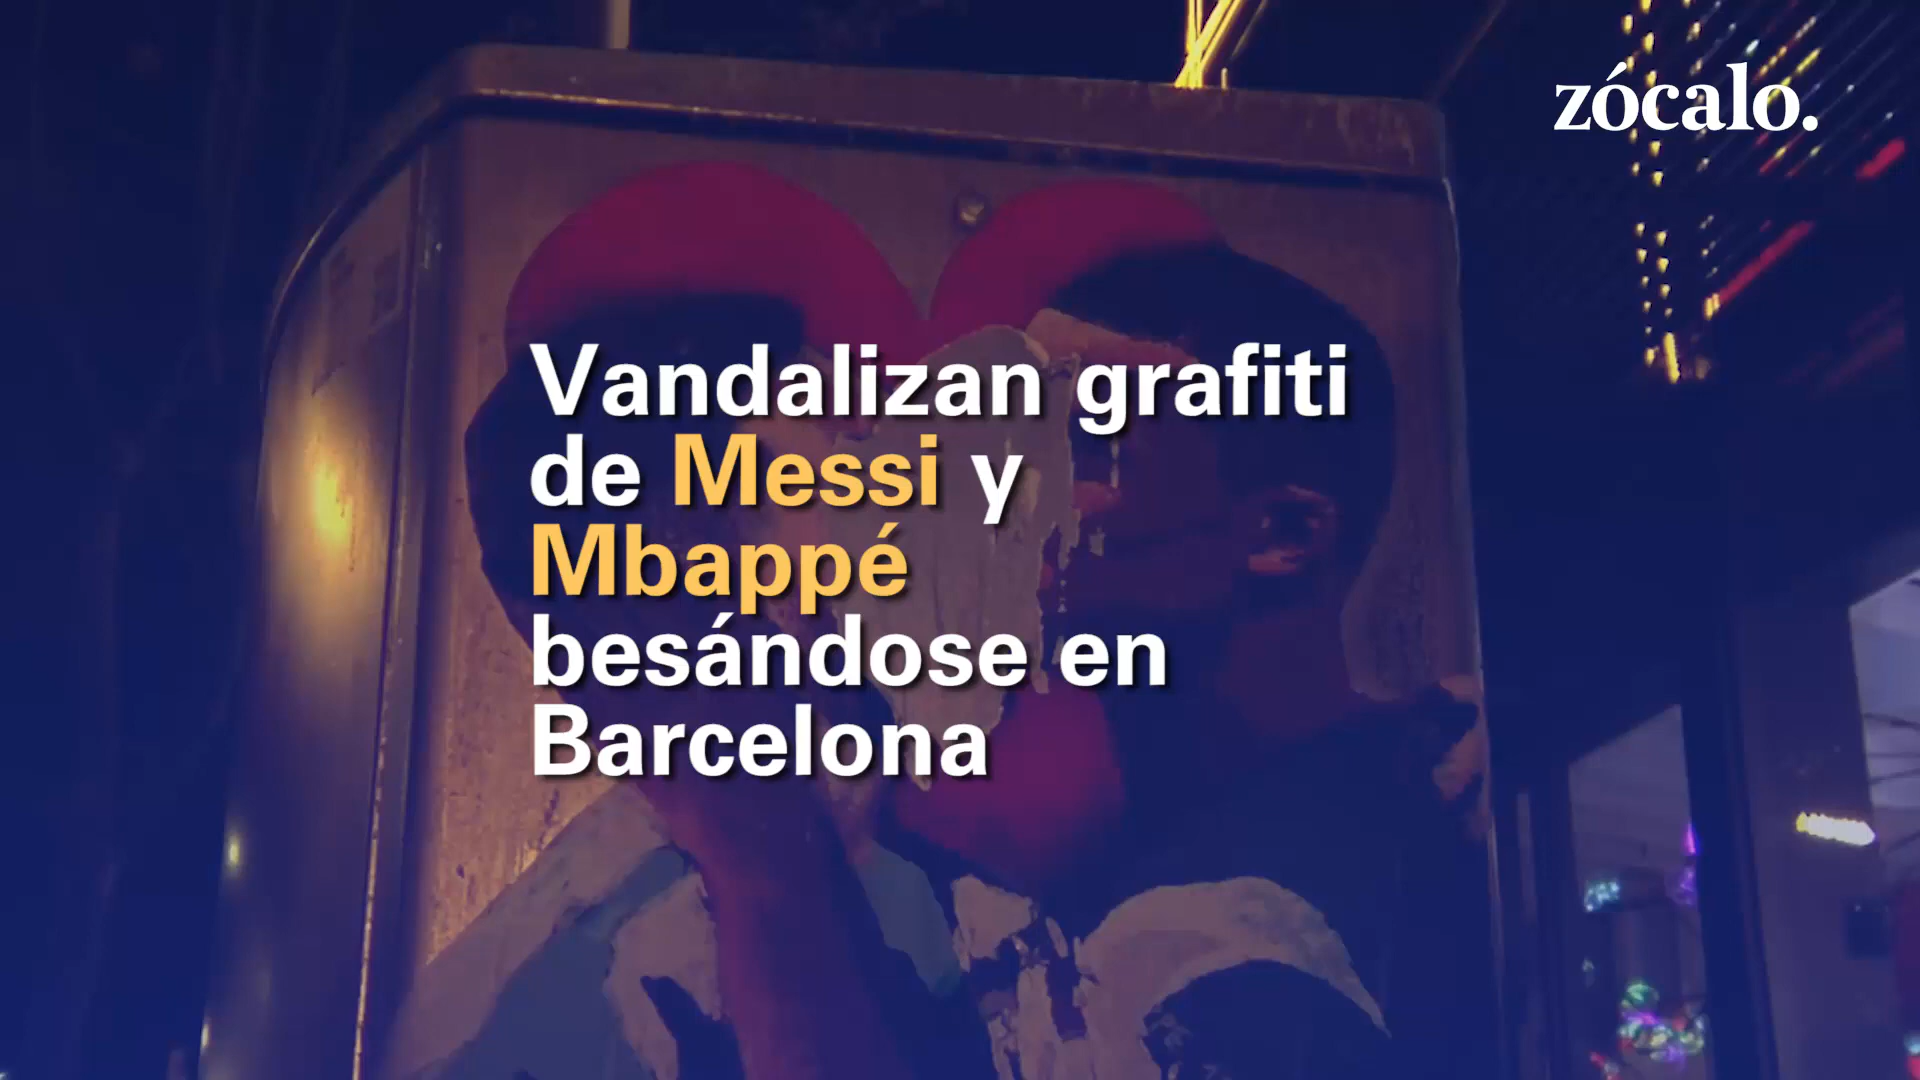 zócalo.
Vandalizan grafiti
de Messi y
Mbappé
besándose en
Barcelona